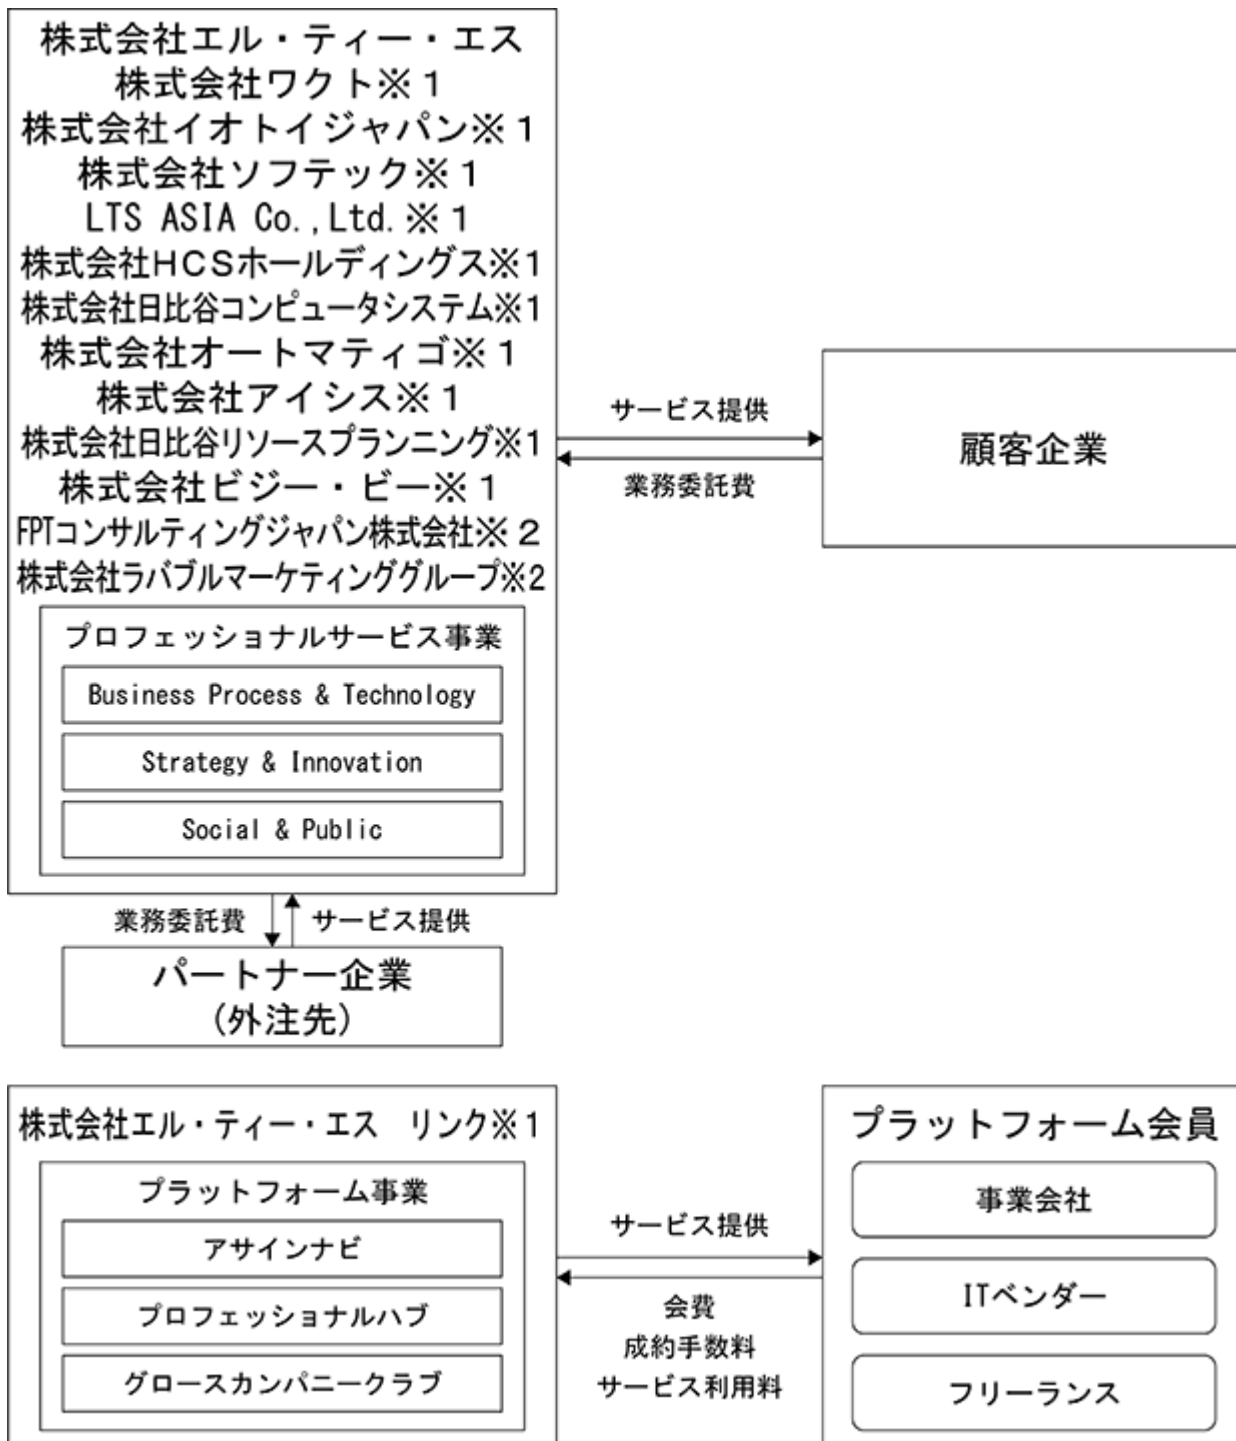 株式会社エル・ティー・エス
株式会社ワクト※１
株式会社イオトイジャパン※１
株式会社ソフテック※１
LTS ASIA Co.,Ltd.※１
株式会社ＨＣＳホールディングス※1
株式会社日比谷コンピュータシステム※1
株式会社オートマティゴ※１
株式会社アイシス※１
株式会社日比谷リソースプランニング※1
株式会社ビジー・ビー※１
FPTコンサルティングジャパン株式会社※２
株式会社ラバブルマーケティンググループ※2
プロフェッショナルサービス事業
Business Process & Technology
Strategy & Innovation
Social & Public
サービス提供
業務委託費
顧客企業
業務委託費
サービス提供
パートナー企業
(外注先)
株式会社エル・ティー・エス　リンク※１
プラットフォーム事業
アサインナビ
プロフェッショナルハブ
グロースカンパニークラブ
サービス提供
会費
成約手数料
サービス利用料
プラットフォーム会員
事業会社
ITベンダー
フリーランス